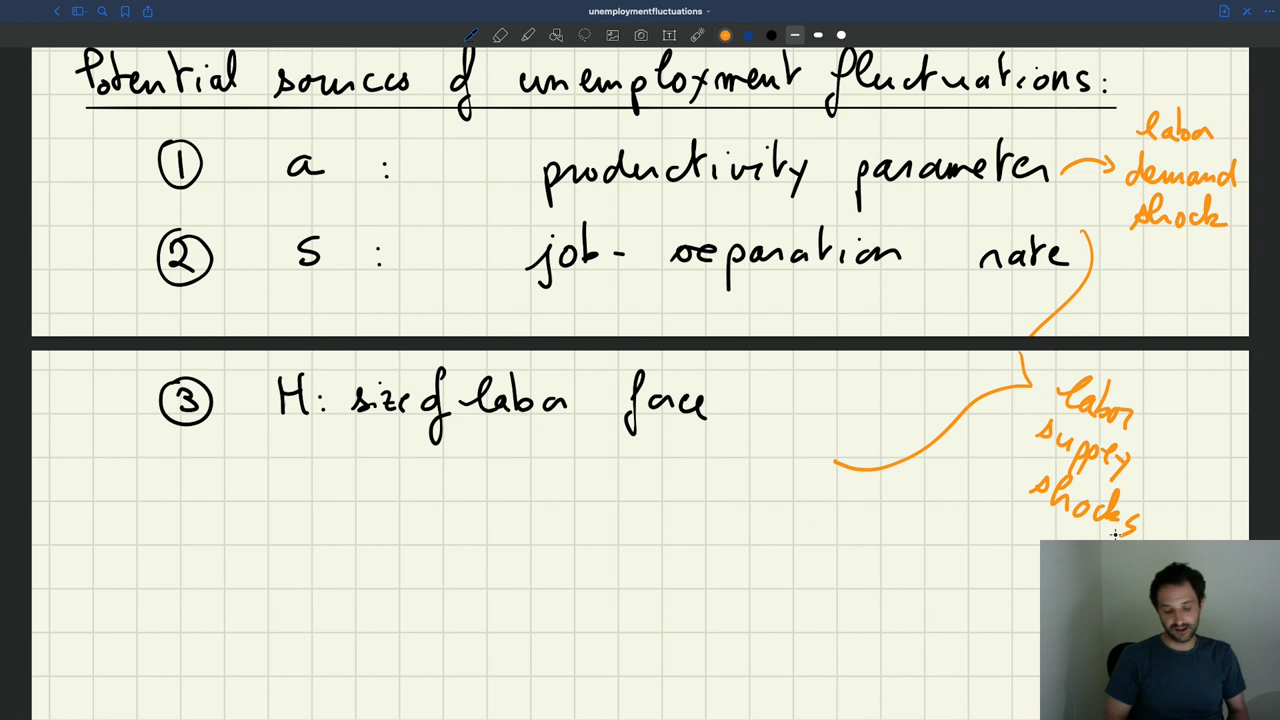 unemploymentfluctuations
Potential sources of unemployment fluctuations:
① a : productivity parameter
labor
demand
shock
② s : job-separation rate
③ H: size of labor force
labor
supply
shocks